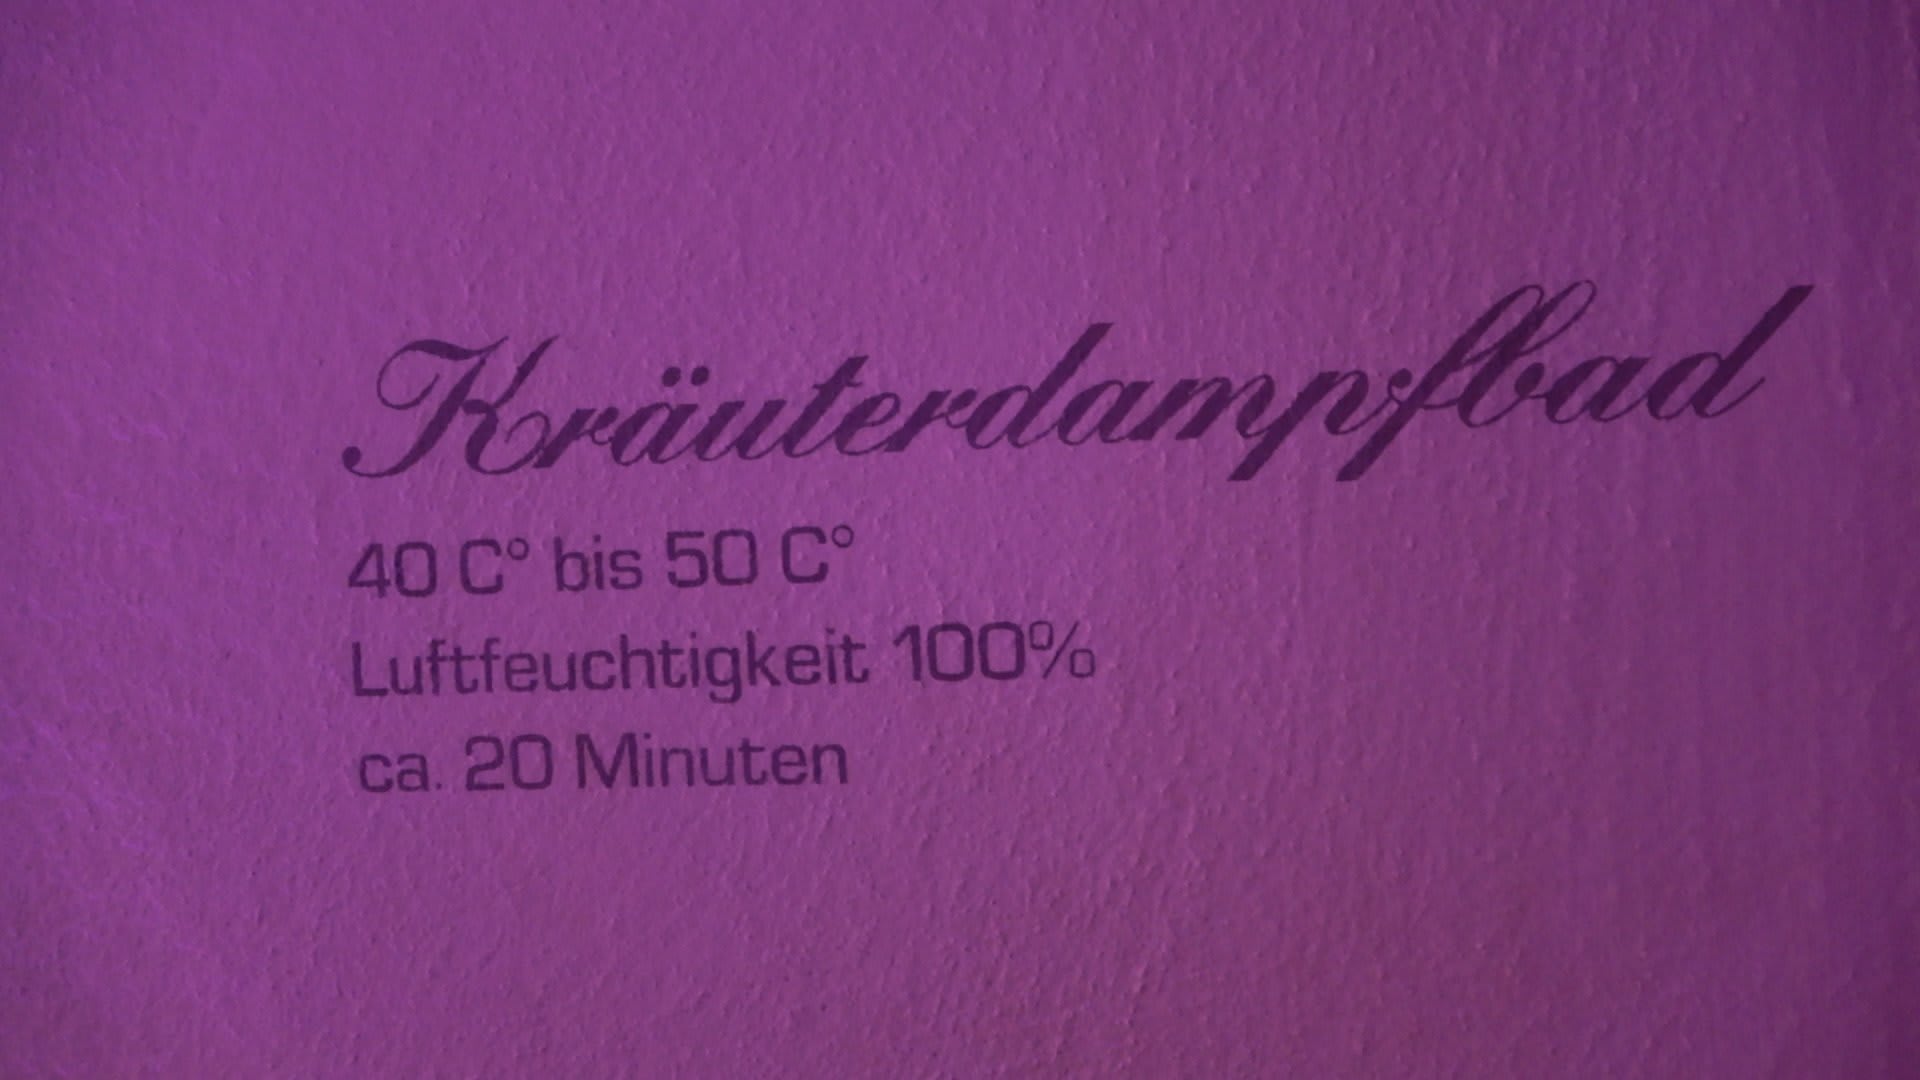 Kräuterdampfbad
40 C° bis 50 C°
Luftfeuchtigkeit 100%
ca. 20 Minuten